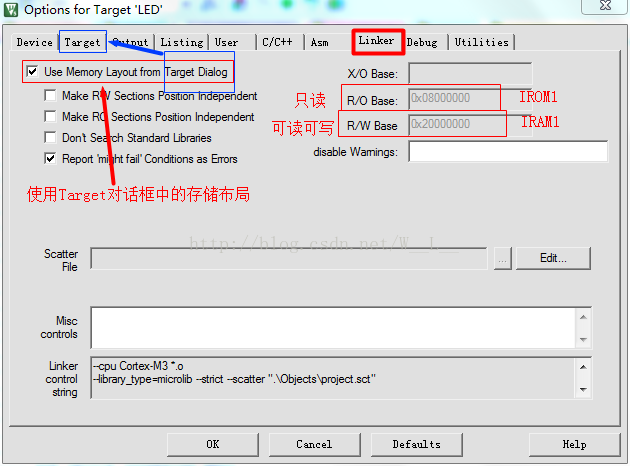 Options for Target 'LED'
Device Target Output Listing User C/C++ Asm Linker Debug Utilities
Use Memory Layout from Target Dialog
Make RW Sections Position Independent
Make RO Sections Position Independent
Don't Search Standard Libraries
Report 'might fail' Conditions as Errors
X/O Base:
只读 R/O Base: 0x08000000 IROM1
可读可写 R/W Base 0x20000000 IRAM1
disable Warnings:
使用Target对话框中的存储布局
http://blog.csdn.net/W__L__
Scatter
File
... Edit...
Misc
controls
Linker
control
string
--cpu Cortex-M3 *.o
--library_type=microlib --strict --scatter ".\Objects\project.sct"
OK Cancel Defaults Help